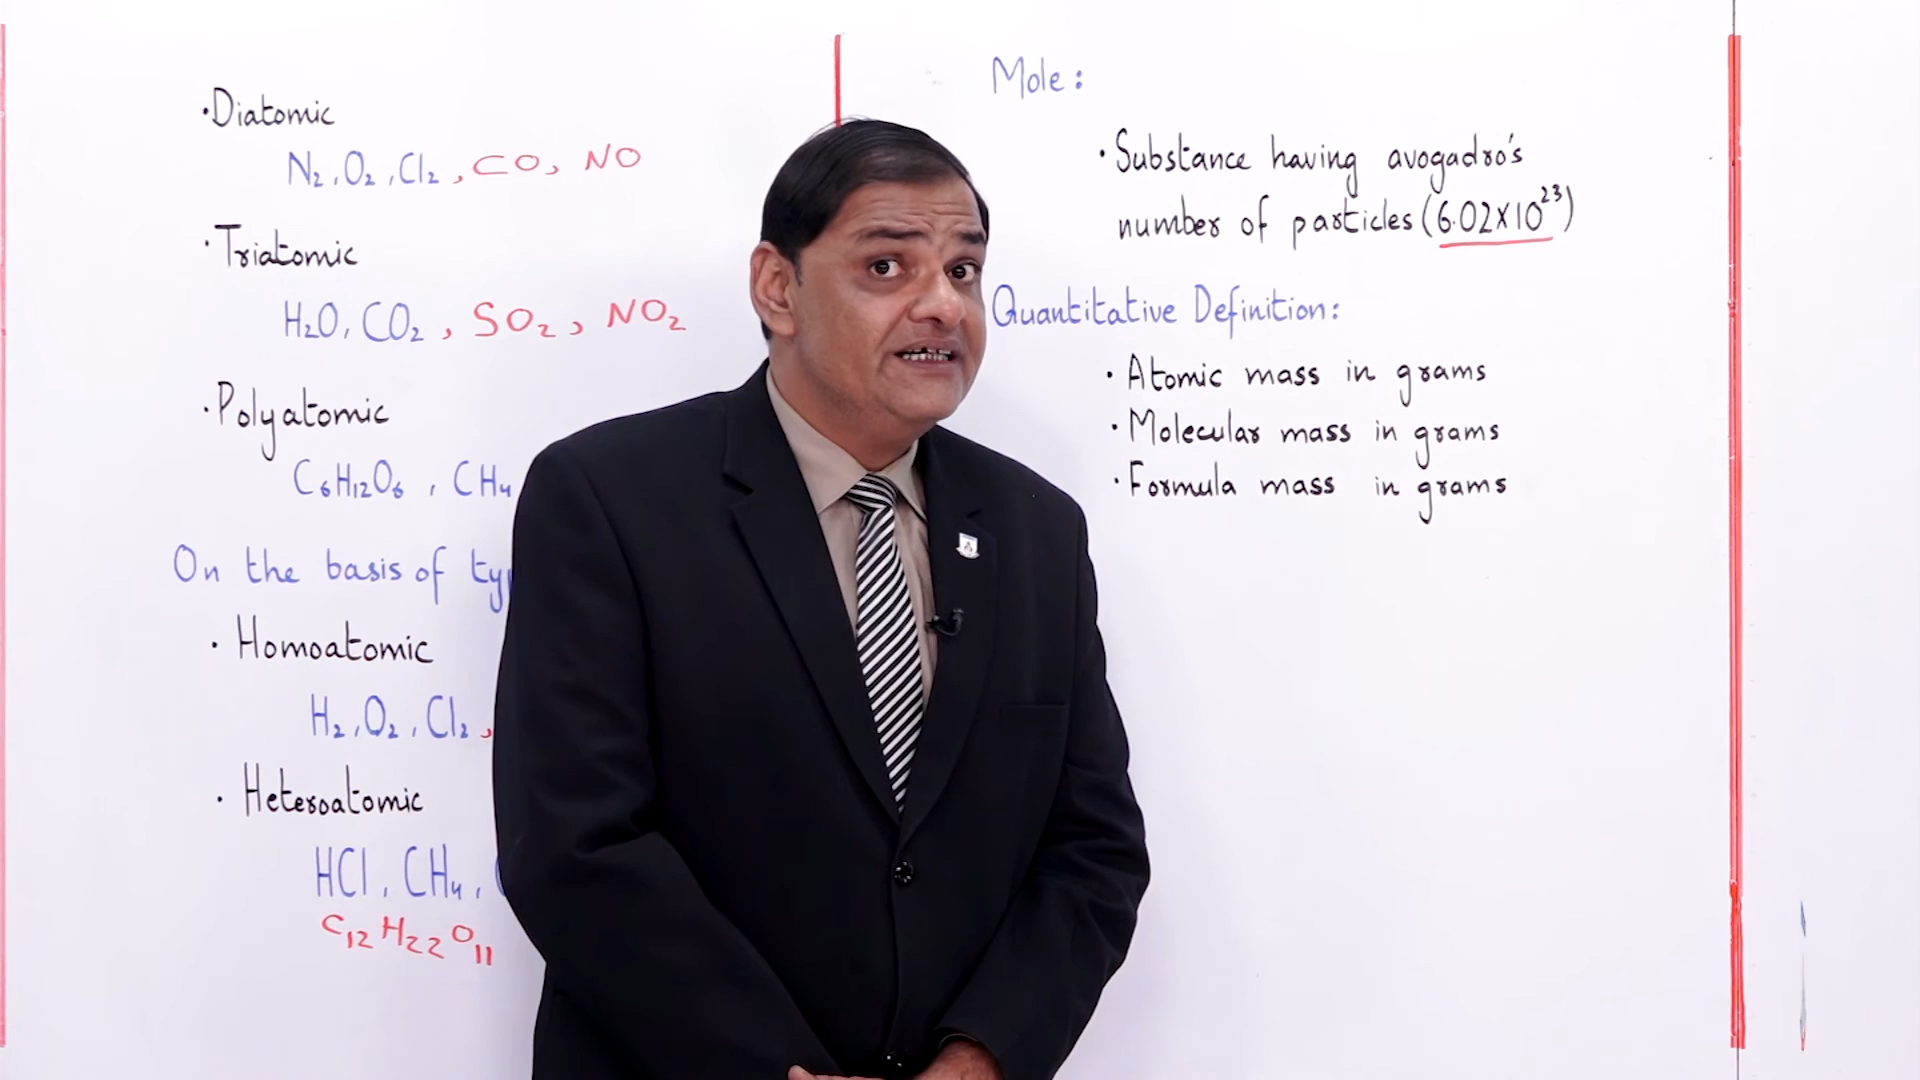 ·Diatomic
N₂, O₂, Cl₂, CO, NO
·Triatomic
H₂O, CO₂, SO₂, NO₂
·Polyatomic
C₆H₁₂O₆, CH₄
On the basis of
· Homoatomic
H₂, O₂, Cl₂,
· Heteroatomic
HCl, CH₄,
C₁₂H₂₂O₁₁
Mole:
· Substance having avogadro's
number of particles (6.02×10²³)
Quantitative Definition:
· Atomic mass in grams
· Molecular mass in grams
· Formula mass in grams